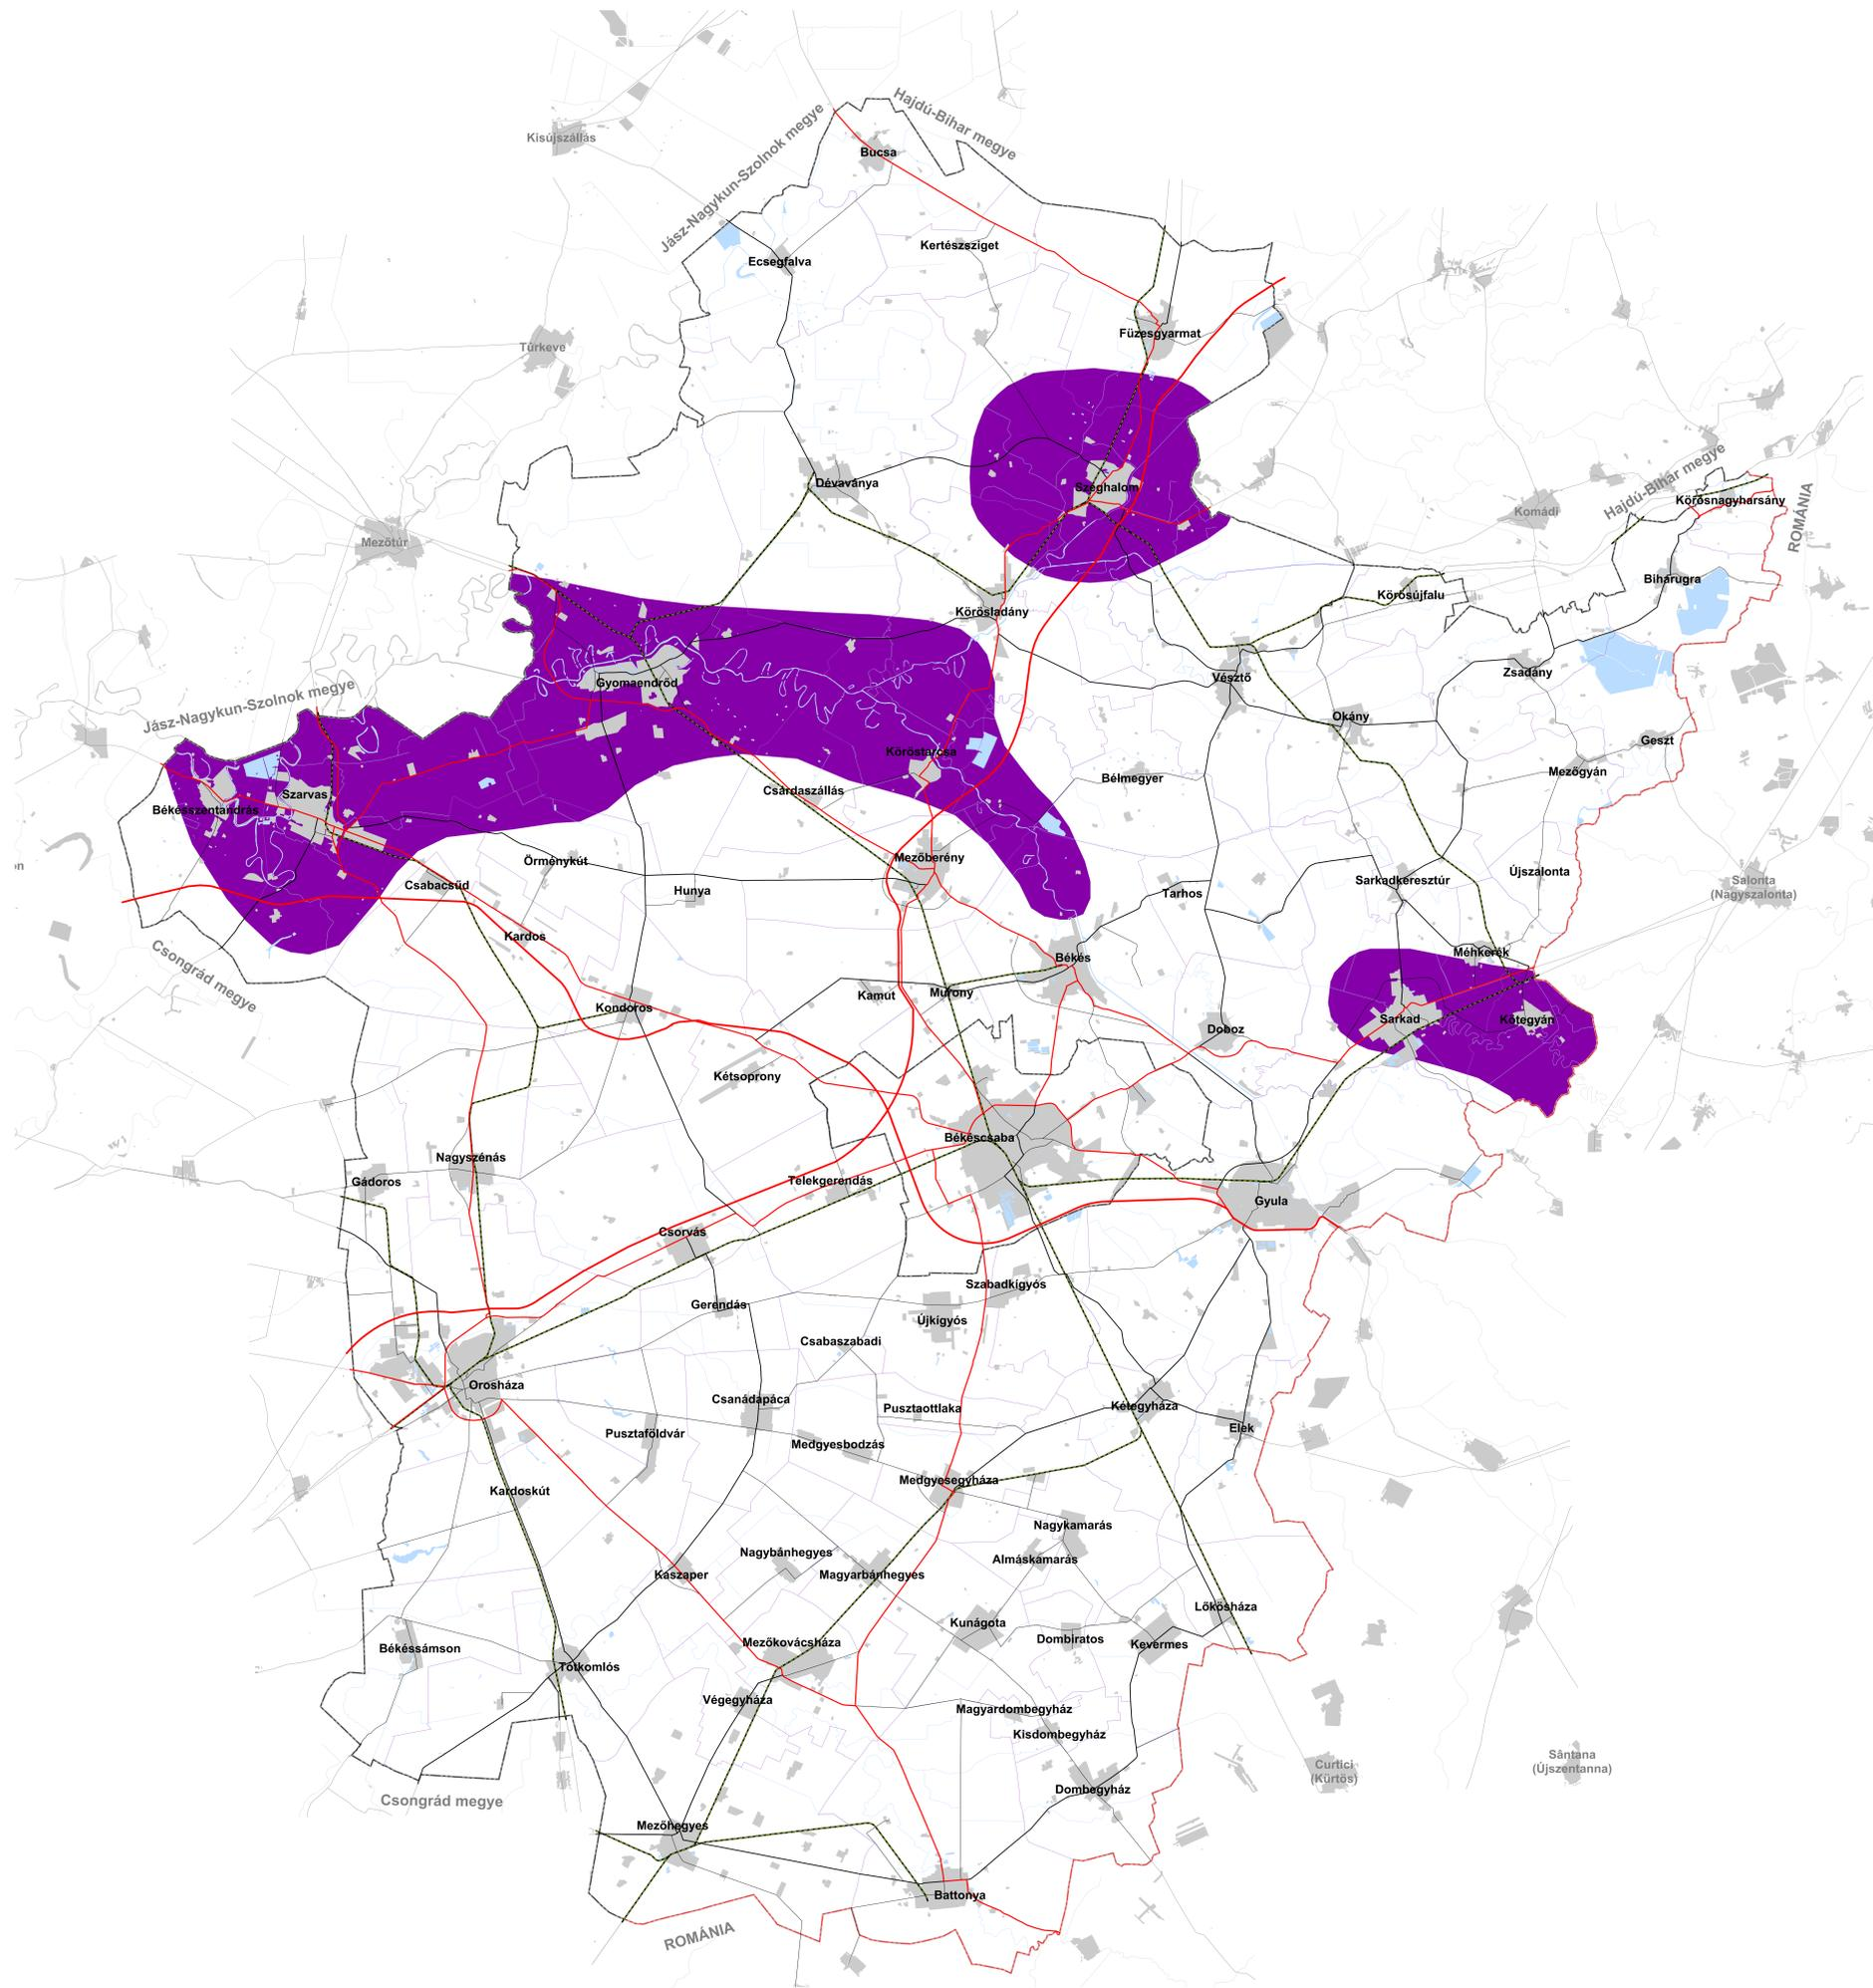 Hajdú-Bihar megye
Jász-Nagykun-Szolnok megye
Kisújszállás
Bucsa
Kertészsziget
Ecsegfalva
Füzesgyarmat
Túrkeve
Dévaványa
Szeghalom
Hajdú-Bihar megye
Körösnagyharsány
Komádi
ROMÁNIA
Mezőtúr
Biharugra
Körösújfalu
Körösladány
Zsadány
Vésztő
Gyomaendrőd
Jász-Nagykun-Szolnok megye
Okány
Geszt
Köröstarcsa
Mezőgyán
Bélmegyer
Csárdaszállás
Szarvas
Békésszentandrás
Mezőberény
Örménykút
Újszalonta
Sarkadkeresztúr
Salonta
(Nagyszalonta)
Csabacsűd
Hunya
Tarhos
Kardos
Méhkerék
Békés
Csongrád megye
Kamut
Murony
Kondoros
Sarkad
Kötegyán
Doboz
Kétsoprony
Békéscsaba
Nagyszénás
Gádoros
Telekgerendás
Gyula
Csorvás
Szabadkígyós
Gerendás
Újkígyós
Csabaszabadi
Orosháza
Csanádapáca
Kétegyháza
Pusztaottlaka
Elek
Pusztaföldvár
Medgyesbodzás
Medgyesegyháza
Kardoskút
Nagykamarás
Nagybánhegyes
Almáskamarás
Kaszaper
Magyarbánhegyes
Lőkösháza
Kunágota
Dombiratos
Kevermes
Mezőkovácsháza
Békéssámson
Tótkomlós
Végegyháza
Magyardombegyház
Kisdombegyház
Sântana
(Újszentanna)
Curtici
(Kürtös)
Dombegyház
Csongrád megye
Mezőhegyes
Battonya
ROMÁNIA